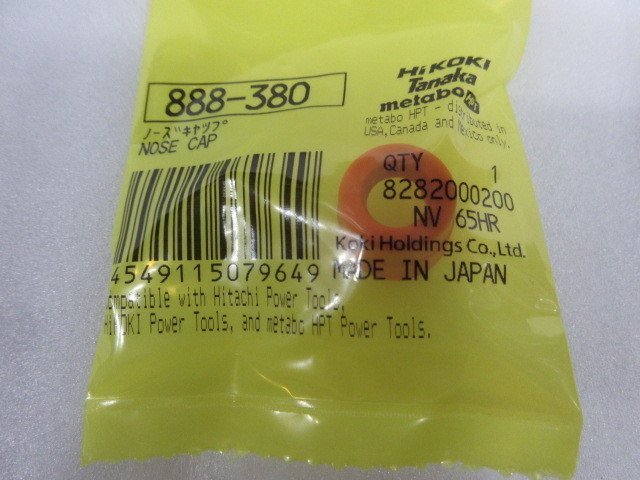 888-380
ノーズキャップ
NOSE CAP
4549115079649
ompatible with Hitachi Power Tools,
HiKOKI Power Tools, and metabo HPT Power Tools.
HiKOKI
Tanaka
metabo HPT
metabo HPT - distributed in
USA,Canada and Mexico only.
QTY 1
8282000200
NV 65HR
Koki Holdings Co.,Ltd.
MADE IN JAPAN